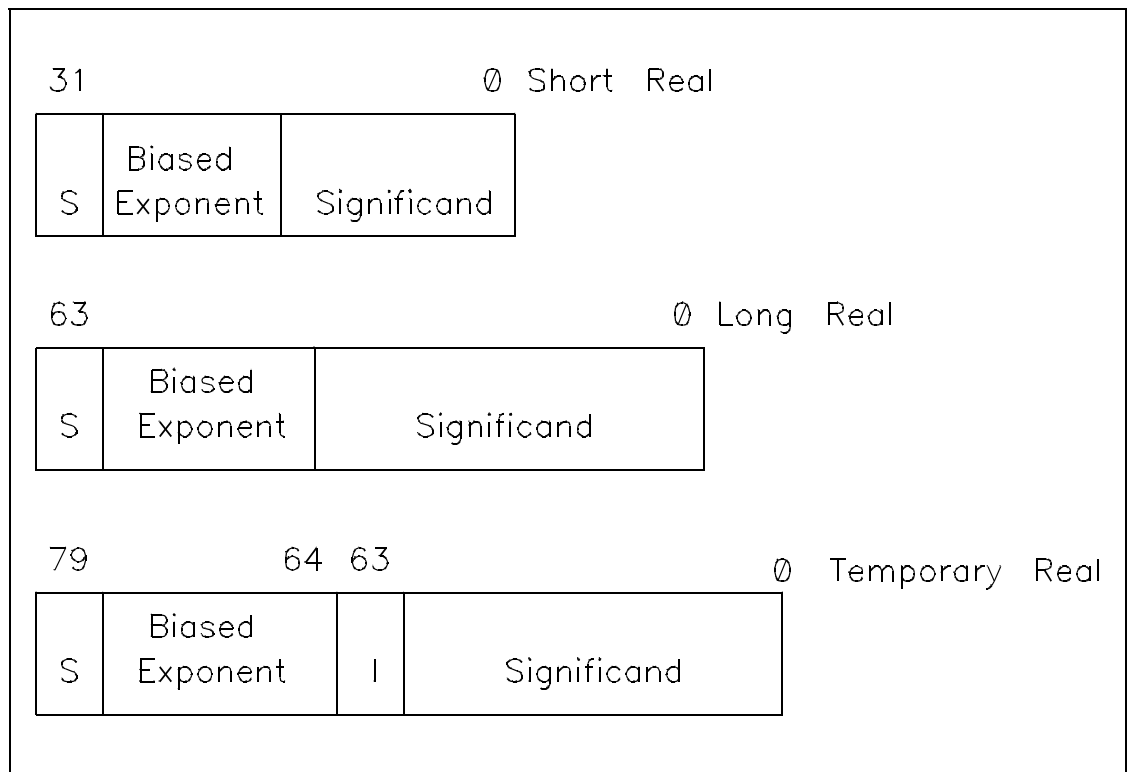 31 0 Short Real
Biased
S Exponent Significand
63 0 Long Real
Biased
S Exponent Significand
79 64 63 0 Temporary Real
Biased
S Exponent I Significand